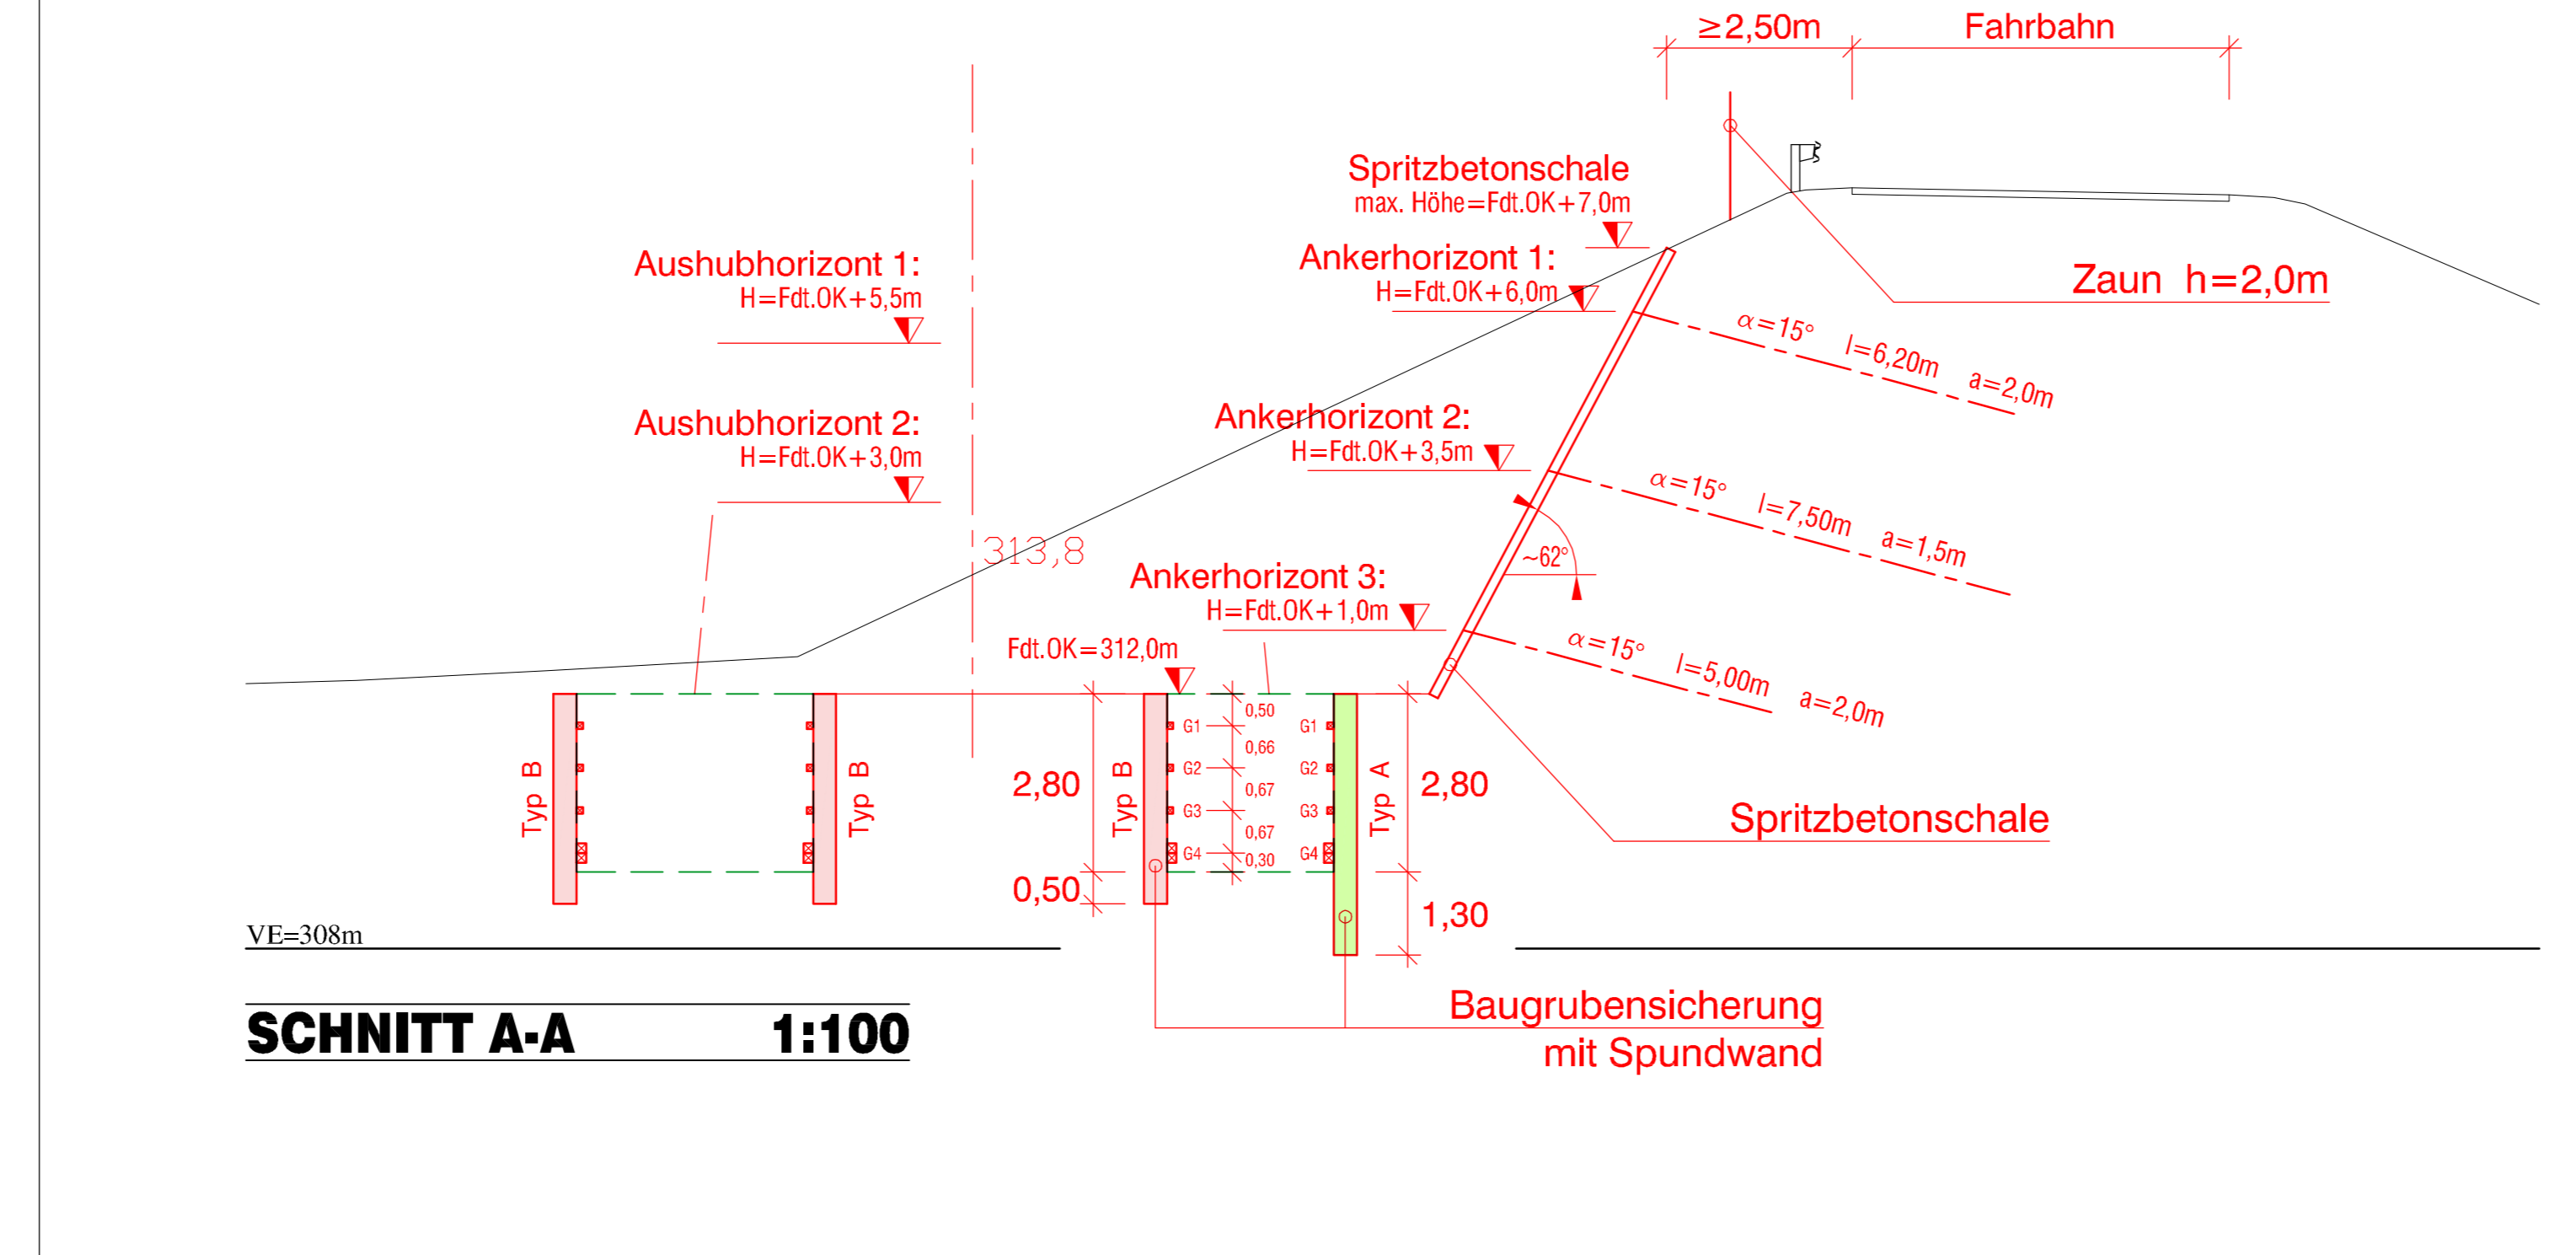 ≥2,50m
Fahrbahn
Spritzbetonschale
max. Höhe=Fdt.OK+7,0m
Aushubhorizont 1:
H=Fdt.OK+5,5m
Ankerhorizont 1:
H=Fdt.OK+6,0m
Zaun h=2,0m
α=15° l=6,20m a=2,0m
Aushubhorizont 2:
H=Fdt.OK+3,0m
Ankerhorizont 2:
H=Fdt.OK+3,5m
α=15° l=7,50m a=1,5m
313,8
~62°
Ankerhorizont 3:
H=Fdt.OK+1,0m
Fdt.OK=312,0m
α=15° l=5,00m a=2,0m
Typ B
Typ B
2,80
0,50
Typ B
G1
G2
G3
G4
0,50
0,66
0,67
0,67
0,30
G1
G2
G3
G4
Typ A
2,80
1,30
Spritzbetonschale
VE=308m
Baugrubensicherung
mit Spundwand
SCHNITT A-A 1:100